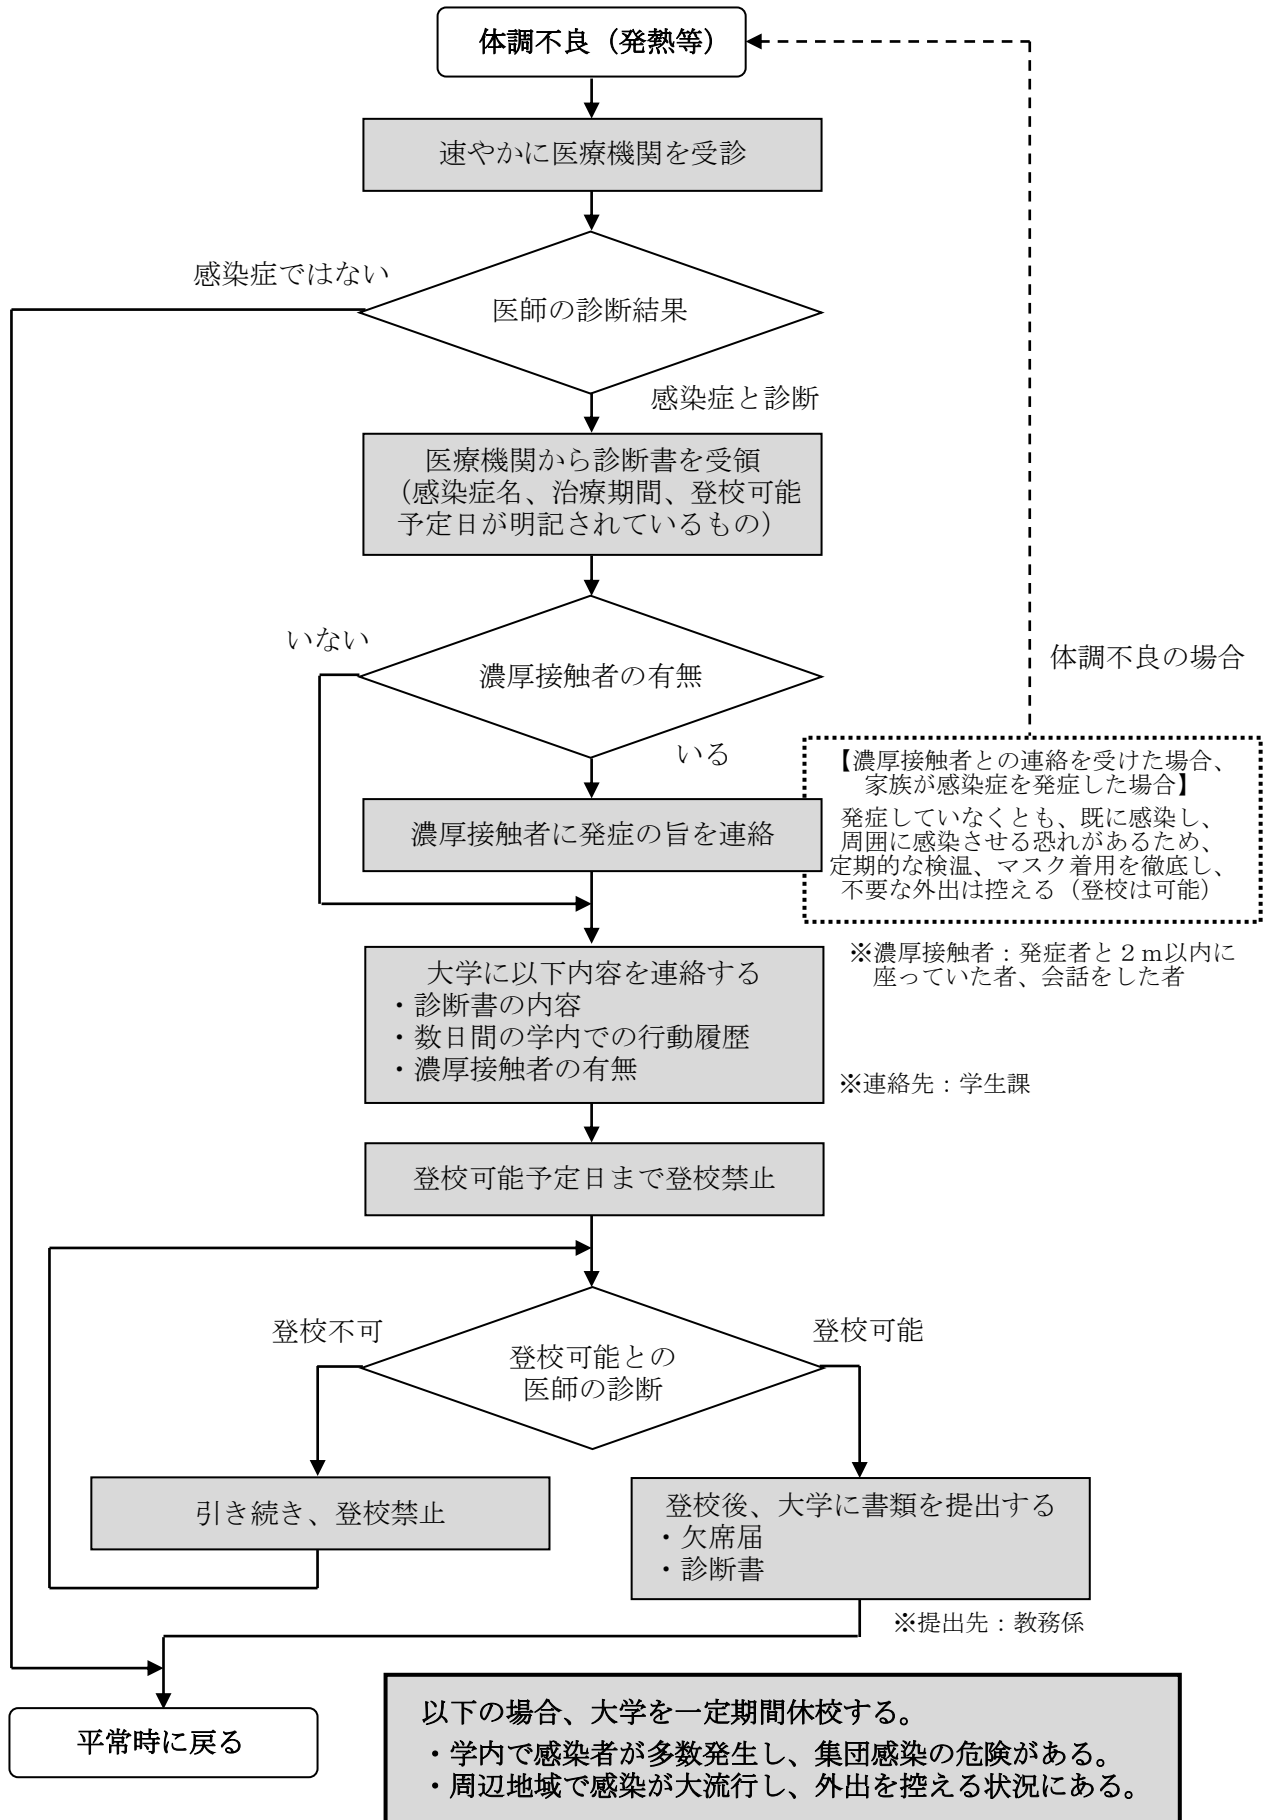 体調不良（発熱等）
速やかに医療機関を受診
感染症ではない
医師の診断結果
感染症と診断
医療機関から診断書を受領
（感染症名、治療期間、登校可能
予定日が明記されているもの）
いない
濃厚接触者の有無
体調不良の場合
いる
【濃厚接触者との連絡を受けた場合、
家族が感染症を発症した場合】
発症していなくとも、既に感染し、
周囲に感染させる恐れがあるため、
定期的な検温、マスク着用を徹底し、
不要な外出は控える（登校は可能）
濃厚接触者に発症の旨を連絡
※濃厚接触者：発症者と２ｍ以内に
座っていた者、会話をした者
大学に以下内容を連絡する
・診断書の内容
・数日間の学内での行動履歴
・濃厚接触者の有無
※連絡先：学生課
登校可能予定日まで登校禁止
登校不可
登校可能
登校可能との
医師の診断
引き続き、登校禁止
登校後、大学に書類を提出する
・欠席届
・診断書
※提出先：教務係
平常時に戻る
以下の場合、大学を一定期間休校する。
・学内で感染者が多数発生し、集団感染の危険がある。
・周辺地域で感染が大流行し、外出を控える状況にある。